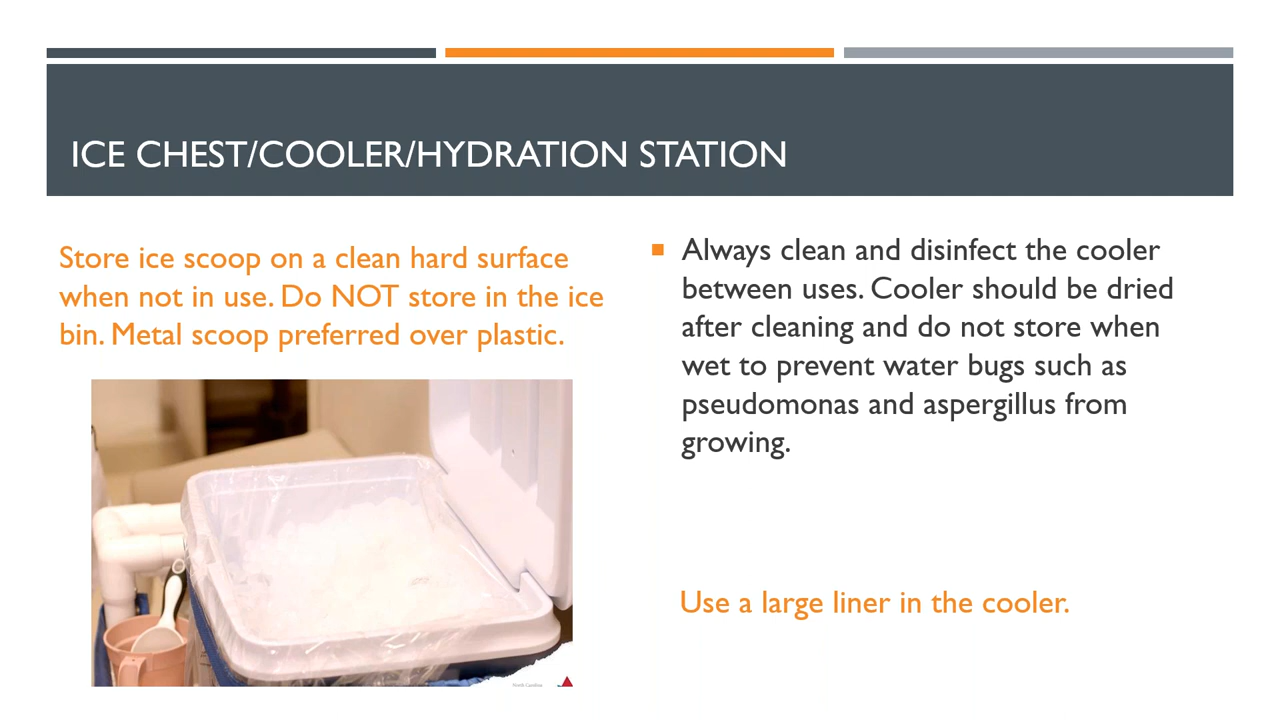 ICE CHEST/COOLER/HYDRATION STATION
Store ice scoop on a clean hard surface
when not in use. Do NOT store in the ice
bin. Metal scoop preferred over plastic.
Always clean and disinfect the cooler
between uses. Cooler should be dried
after cleaning and do not store when
wet to prevent water bugs such as
pseudomonas and aspergillus from
growing.
Use a large liner in the cooler.
North Carolina